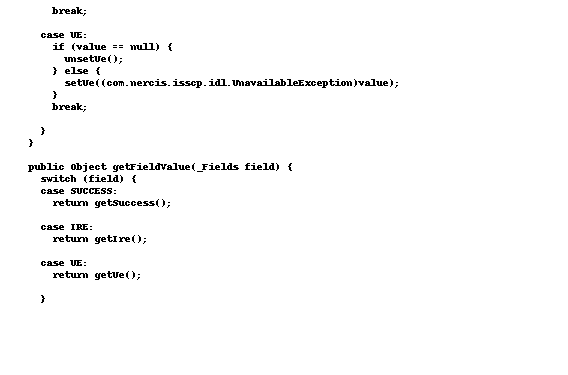 break;
case UE:
if (value == null) {
unsetUe();
} else {
setUe((com.nercis.isscp.idl.UnavailableException)value);
}
break;
}
}
public Object getFieldValue(_Fields field) {
switch (field) {
case SUCCESS:
return getSuccess();
case IRE:
return getIre();
case UE:
return getUe();
}